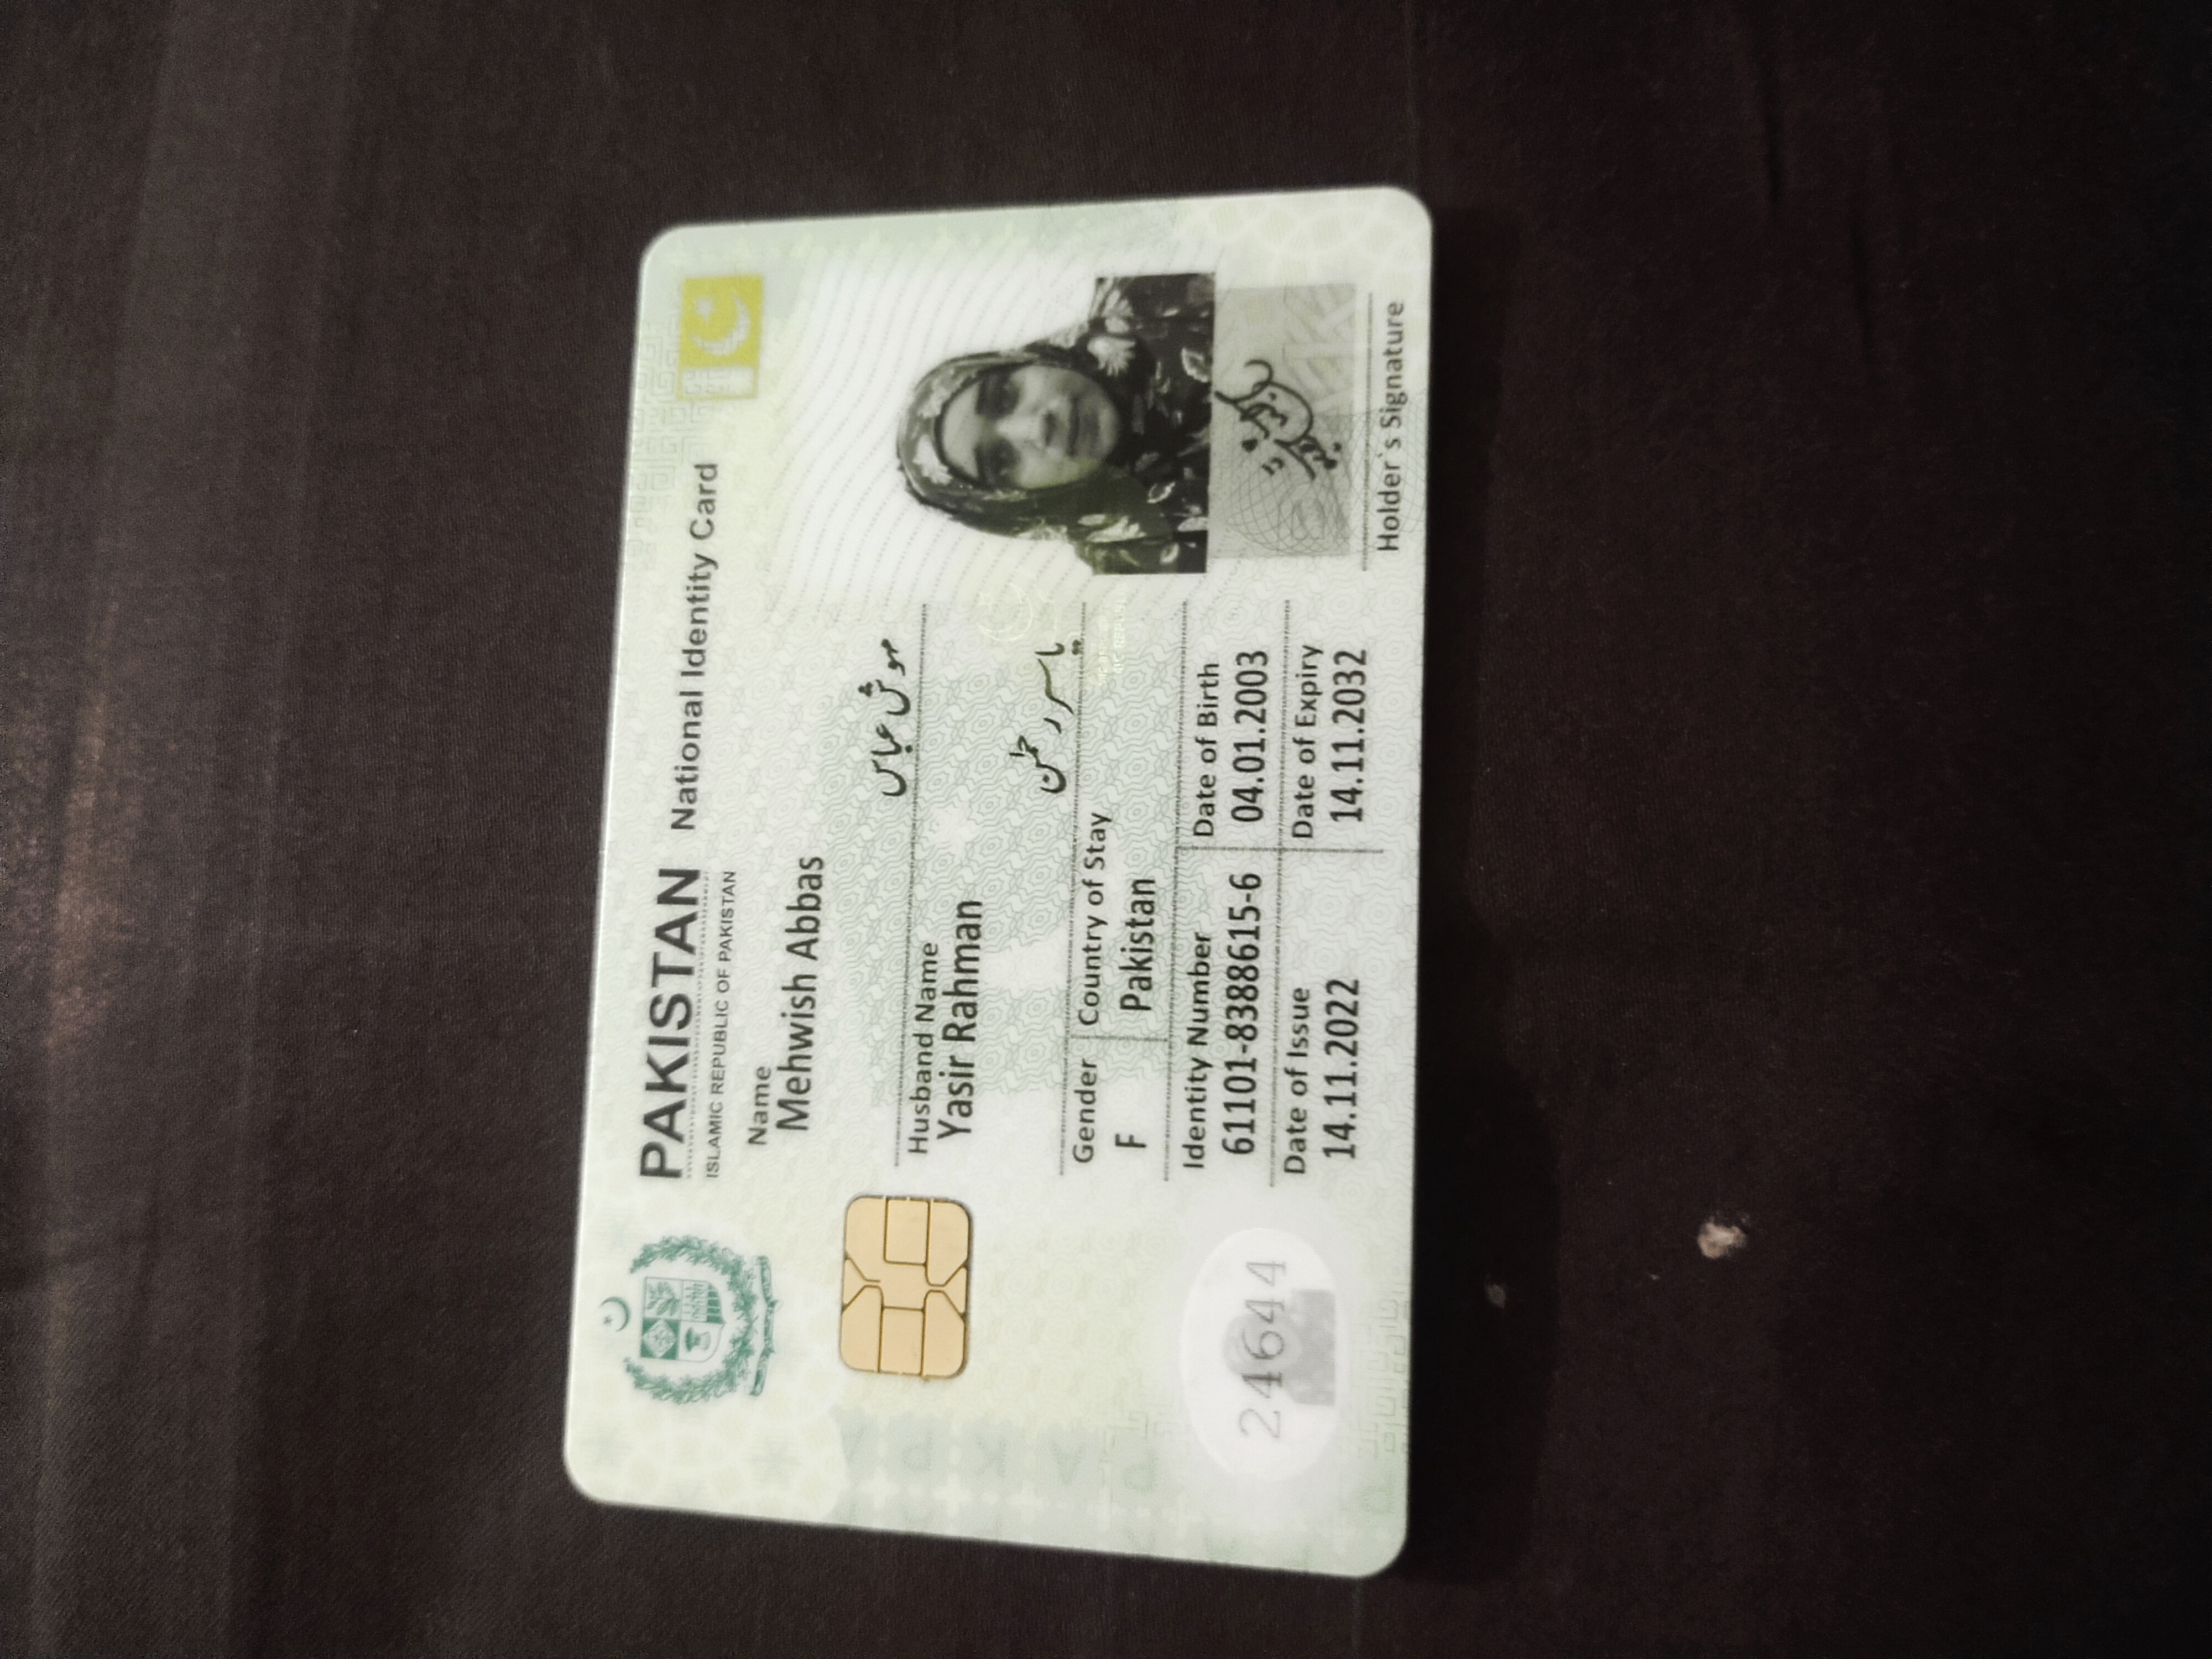 PAKISTAN National Identity Card
ISLAMIC REPUBLIC OF PAKISTAN
Name
Mehwish Abbas
مہوش عباس
Husband Name
Yasir Rahman
یاسر رحمٰن
Gender Country of Stay
F Pakistan
Identity Number Date of Birth
61101-8388615-6 04.01.2003
24644
Date of Issue Date of Expiry
14.11.2022 14.11.2032
Holder`s Signature